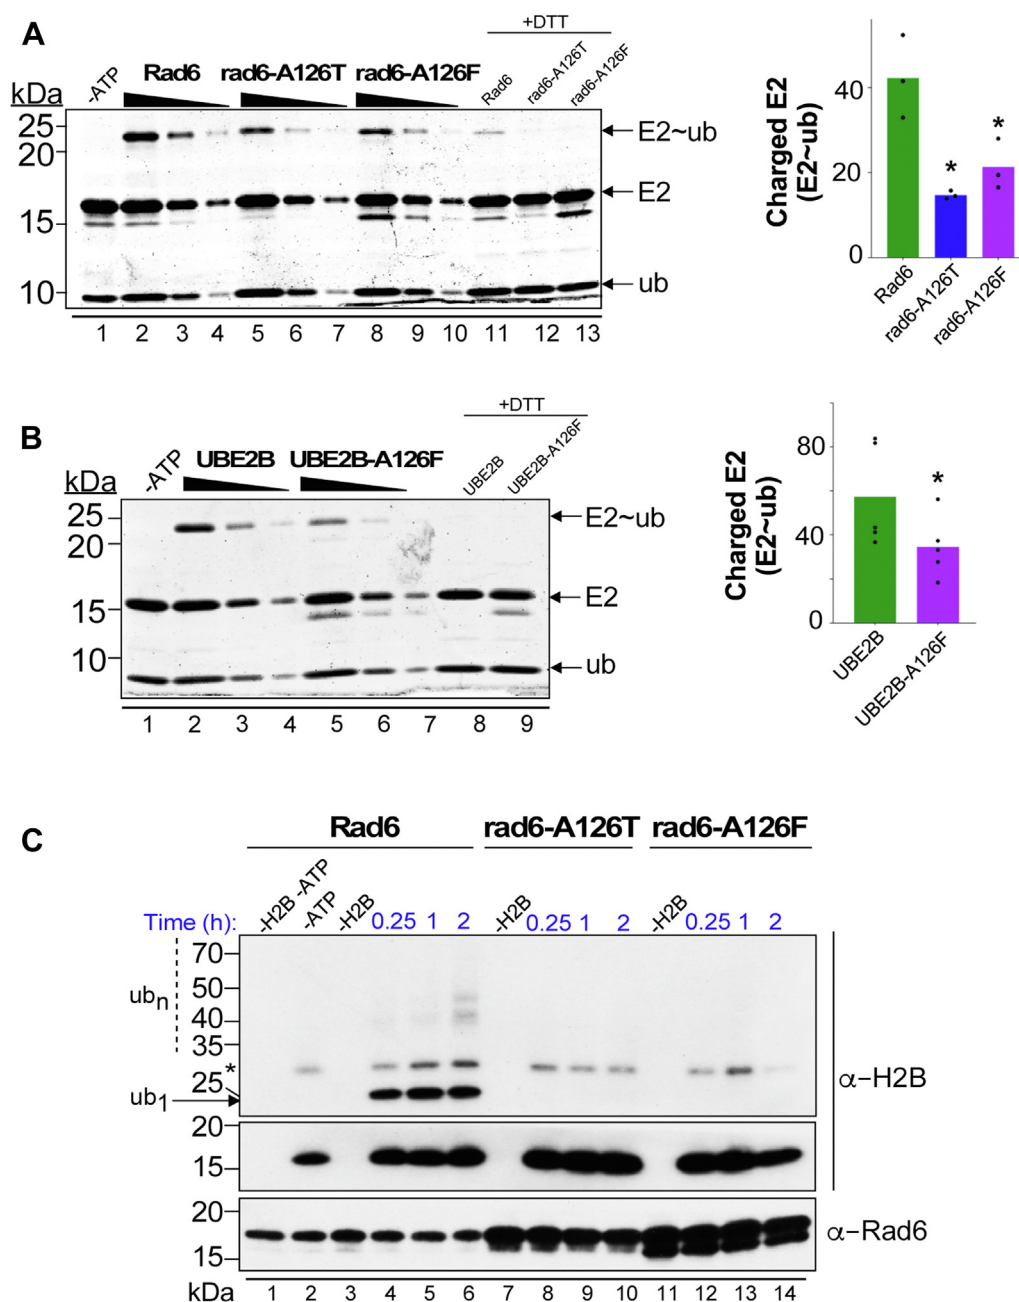 A
+DTT
-ATP
Rad6
rad6-A126T
rad6-A126F
Rad6
rad6-A126T
rad6-A126F
kDa
25
20
15
10
E2~ub
E2
ub
1 2 3 4 5 6 7 8 9 10 11 12 13
Charged E2
(E2~ub)
40
20
0
*
*
Rad6
rad6-A126T
rad6-A126F
B
+DTT
-ATP
UBE2B
UBE2B-A126F
UBE2B
UBE2B-A126F
kDa
25
20
15
10
E2~ub
E2
ub
1 2 3 4 5 6 7 8 9
Charged E2
(E2~ub)
80
40
0
*
UBE2B
UBE2B-A126F
C
Rad6
rad6-A126T
rad6-A126F
-H2B -ATP
-ATP
-H2B
-H2B
-H2B
Time (h): 0.25 1 2 0.25 1 2 0.25 1 2
70
50
40
35
25
ubn
*
ub1
α-H2B
20
15
20
15
α-Rad6
kDa 1 2 3 4 5 6 7 8 9 10 11 12 13 14